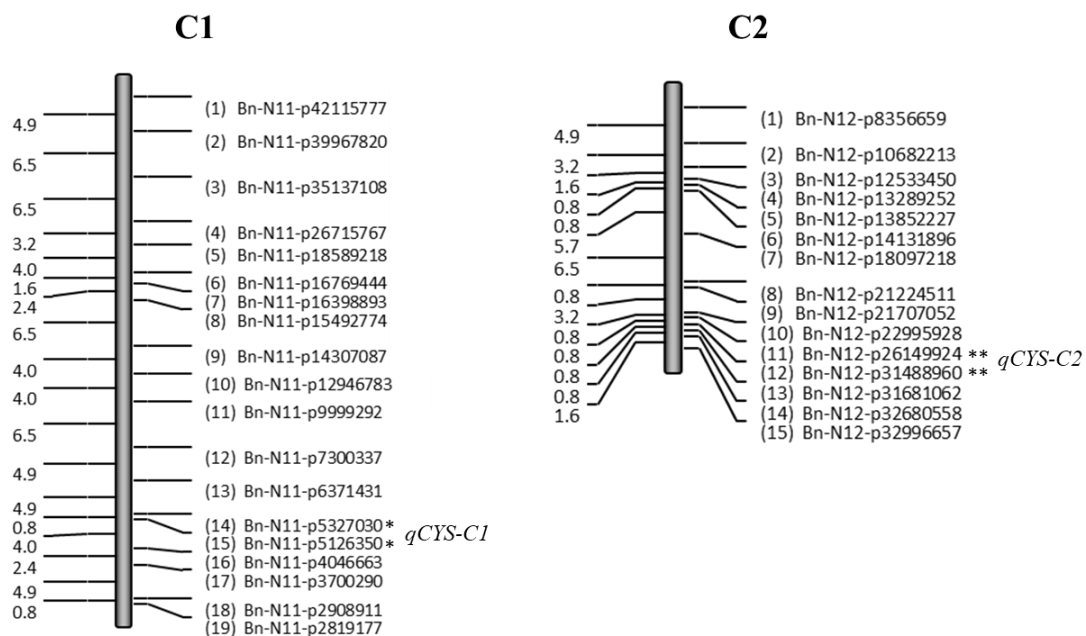 C1
4.9
6.5
6.5
3.2
4.0
1.6
2.4
6.5
4.0
4.0
6.5
4.9
4.9
0.8
4.0
2.4
4.9
0.8
(1) Bn-N11-p42115777
(2) Bn-N11-p39967820
(3) Bn-N11-p35137108
(4) Bn-N11-p26715767
(5) Bn-N11-p18589218
(6) Bn-N11-p16769444
(7) Bn-N11-p16398893
(8) Bn-N11-p15492774
(9) Bn-N11-p14307087
(10) Bn-N11-p12946783
(11) Bn-N11-p9999292
(12) Bn-N11-p7300337
(13) Bn-N11-p6371431
(14) Bn-N11-p5327030 *
(15) Bn-N11-p5126350 *
qCYS-C1
(16) Bn-N11-p4046663
(17) Bn-N11-p3700290
(18) Bn-N11-p2908911
(19) Bn-N11-p2819177
C2
4.9
3.2
1.6
0.8
0.8
5.7
6.5
0.8
3.2
0.8
0.8
0.8
0.8
1.6
(1) Bn-N12-p8356659
(2) Bn-N12-p10682213
(3) Bn-N12-p12533450
(4) Bn-N12-p13289252
(5) Bn-N12-p13852227
(6) Bn-N12-p14131896
(7) Bn-N12-p18097218
(8) Bn-N12-p21224511
(9) Bn-N12-p21707052
(10) Bn-N12-p22995928
(11) Bn-N12-p26149924 **
(12) Bn-N12-p31488960 **
qCYS-C2
(13) Bn-N12-p31681062
(14) Bn-N12-p32680558
(15) Bn-N12-p32996657